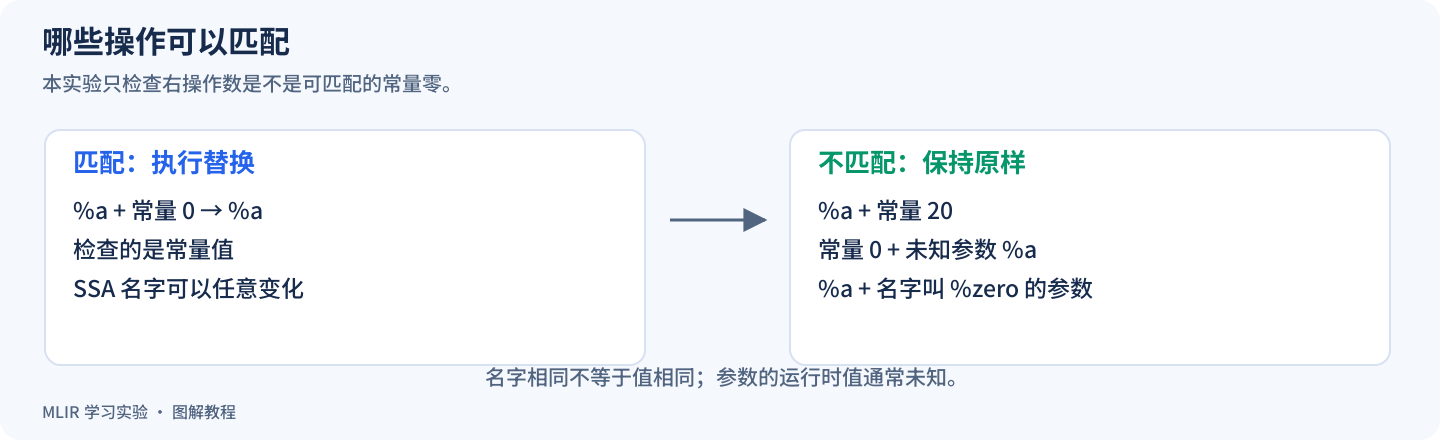 哪些操作可以匹配
本实验只检查右操作数是不是可匹配的常量零。
匹配：执行替换
%a + 常量 0 → %a
检查的是常量值
SSA 名字可以任意变化
不匹配：保持原样
%a + 常量 20
常量 0 + 未知参数 %a
%a + 名字叫 %zero 的参数
名字相同不等于值相同；参数的运行时值通常未知。
MLIR 学习实验 · 图解教程